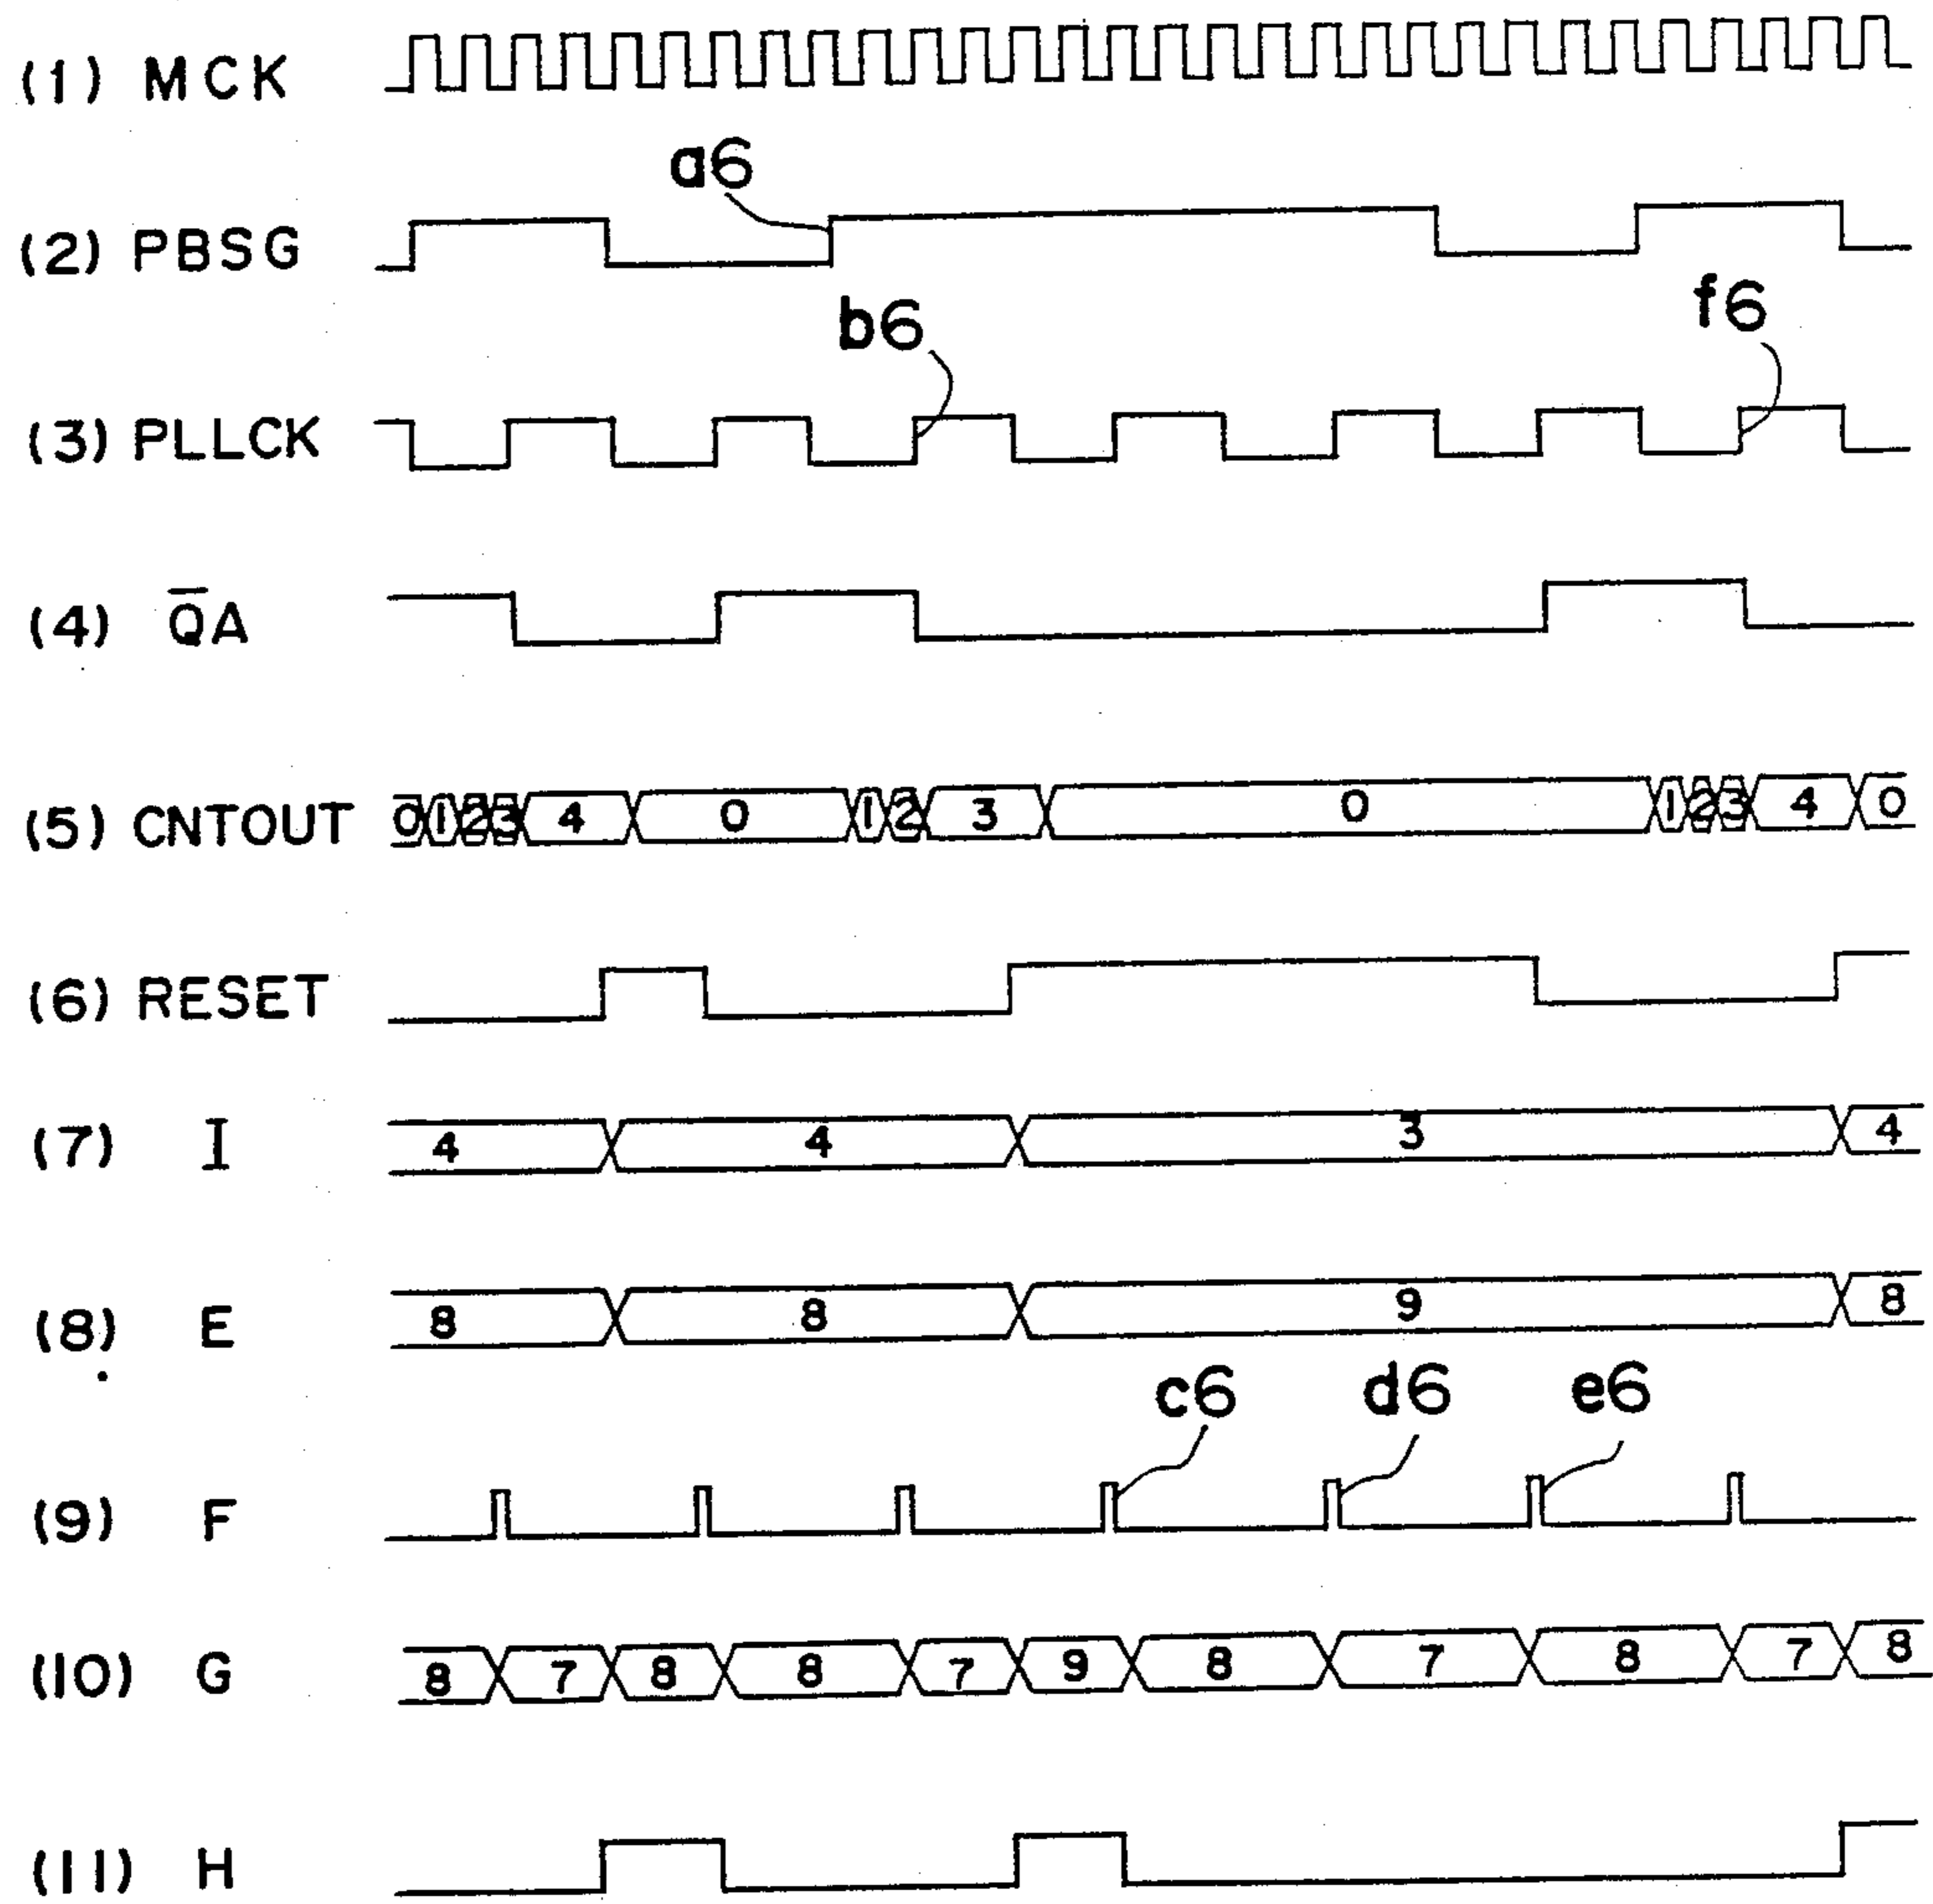 (1) MCK
a6
(2) PBSG
b6 f6
(3) PLLCK
(4) Q̅A
(5) CNTOUT 0 1 2 3 4 0 1 2 3 0 1 2 3 4 0
(6) RESET
(7) I 4 4 3 4
(8) E 8 8 9 8
c6 d6 e6
(9) F
(10) G 8 7 8 8 7 9 8 7 8 7 8
(11) H